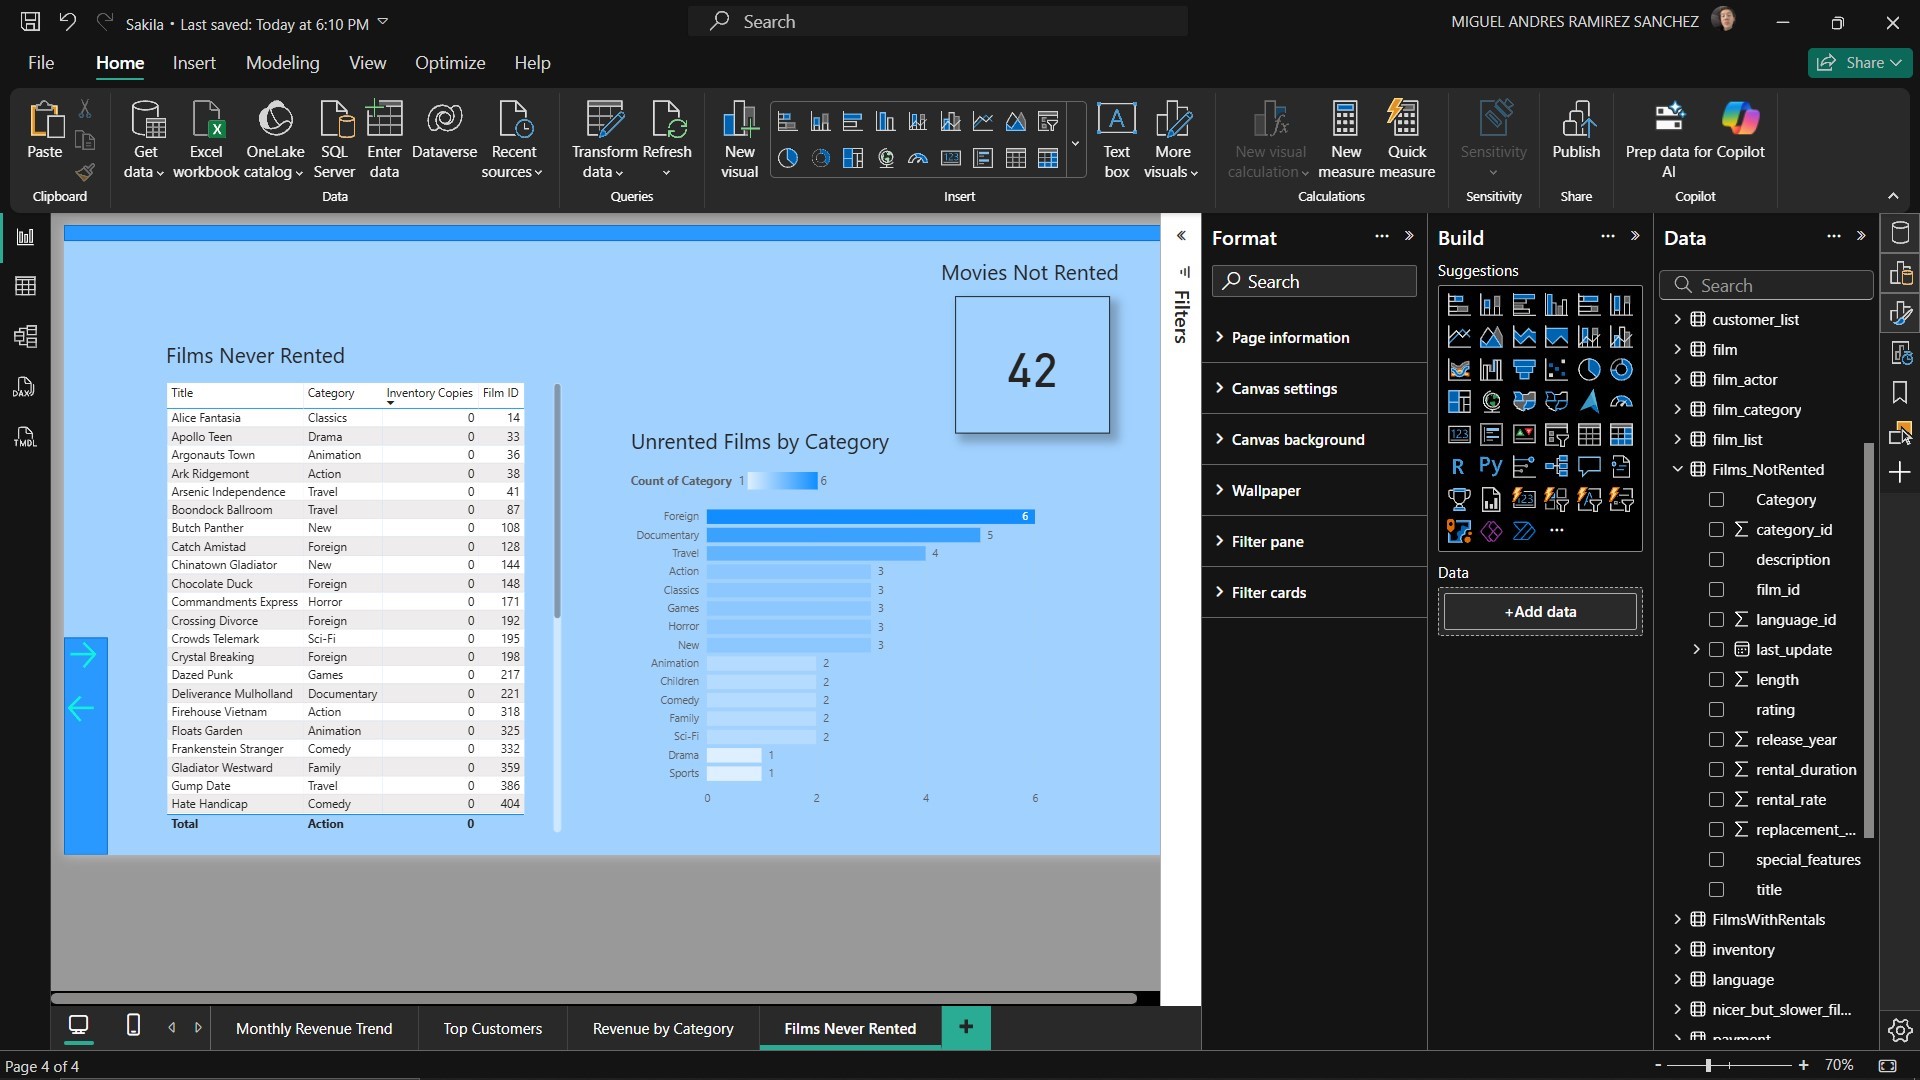 Sakila • Last saved: Today at 6:10 PM
Search
MIGUEL ANDRES RAMIREZ SANCHEZ
File Home Insert Modeling View Optimize Help
Share
Paste
Get data
Excel workbook
OneLake catalog
SQL Server
Enter data
Dataverse
Recent sources
Transform data
Refresh
New visual
Text box
More visuals
New visual calculation
New measure
Quick measure
Sensitivity
Publish
Prep data for AI
Copilot
Clipboard
Data
Queries
Insert
Calculations
Sensitivity
Share
Copilot
DAX
TMDL
Movies Not Rented
42
Films Never Rented
Title Category Inventory Copies Film ID
Alice Fantasia Classics 0 14
Apollo Teen Drama 0 33
Argonauts Town Animation 0 36
Ark Ridgemont Action 0 38
Arsenic Independence Travel 0 41
Boondock Ballroom Travel 0 87
Butch Panther New 0 108
Catch Amistad Foreign 0 128
Chinatown Gladiator New 0 144
Chocolate Duck Foreign 0 148
Commandments Express Horror 0 171
Crossing Divorce Foreign 0 192
Crowds Telemark Sci-Fi 0 195
Crystal Breaking Foreign 0 198
Dazed Punk Games 0 217
Deliverance Mulholland Documentary 0 221
Firehouse Vietnam Action 0 318
Floats Garden Animation 0 325
Frankenstein Stranger Comedy 0 332
Gladiator Westward Family 0 359
Gump Date Travel 0 386
Hate Handicap Comedy 0 404
Total Action 0
Unrented Films by Category
Count of Category 1 6
Foreign 6
Documentary 5
Travel 4
Action 3
Classics 3
Games 3
Horror 3
New 3
Animation 2
Children 2
Comedy 2
Family 2
Sci-Fi 2
Drama 1
Sports 1
0 2 4 6
Filters
Format
Search
Page information
Canvas settings
Canvas background
Wallpaper
Filter pane
Filter cards
Build
Suggestions
123
R Py
123
Data
+Add data
Data
Search
customer_list
film
film_actor
film_category
film_list
Films_NotRented
Category
category_id
description
film_id
language_id
last_update
length
rating
release_year
rental_duration
rental_rate
replacement_...
special_features
title
FilmsWithRentals
inventory
language
nicer_but_slower_fil...
payment
Monthly Revenue Trend
Top Customers
Revenue by Category
Films Never Rented
+
Page 4 of 4
- + 70%